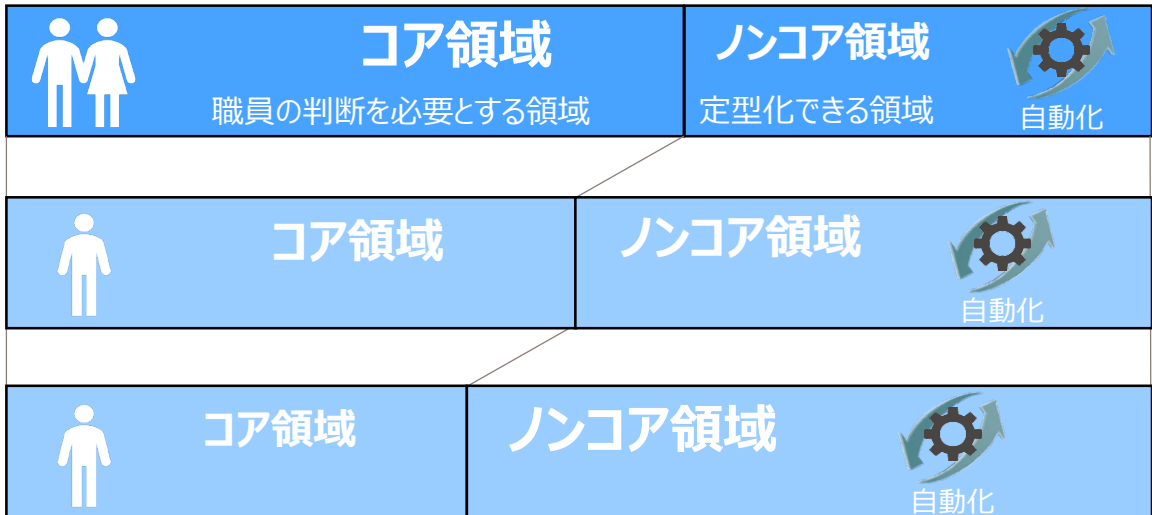 コア領域
ノンコア領域
職員の判断を必要とする領域
定型化できる領域
自動化
コア領域
ノンコア領域
自動化
コア領域
ノンコア領域
自動化